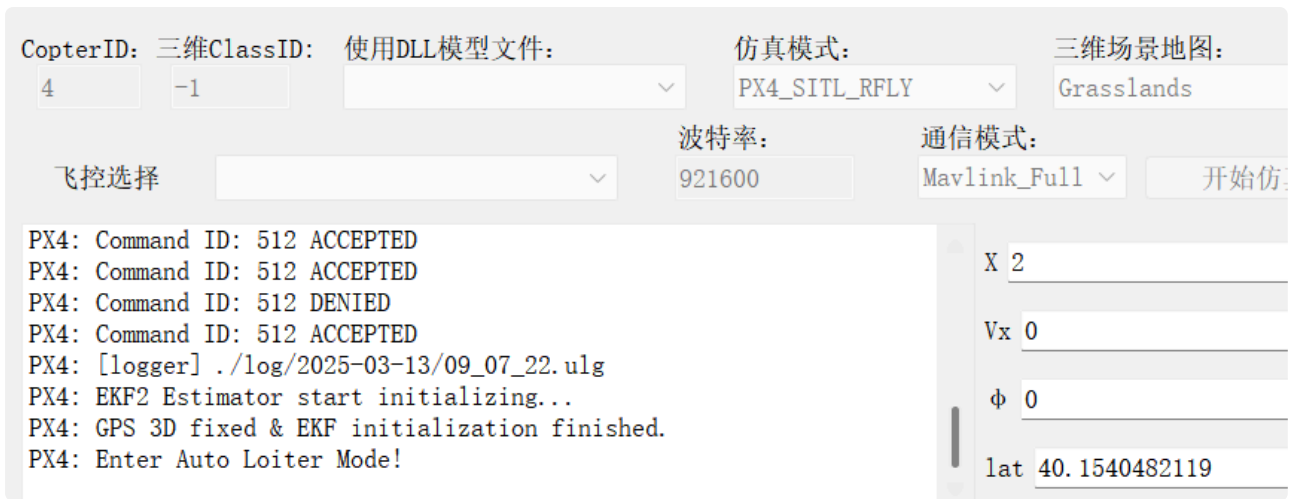 CopterID: 三维ClassID: 使用DLL模型文件: 仿真模式: 三维场景地图:
4 -1 PX4_SITL_RFLY Grasslands
波特率: 通信模式:
飞控选择 921600 Mavlink_Full 开始仿
PX4: Command ID: 512 ACCEPTED
PX4: Command ID: 512 ACCEPTED
PX4: Command ID: 512 DENIED
PX4: Command ID: 512 ACCEPTED
PX4: [logger] ./log/2025-03-13/09_07_22.ulg
PX4: EKF2 Estimator start initializing...
PX4: GPS 3D fixed & EKF initialization finished.
PX4: Enter Auto Loiter Mode!
X 2
Vx 0
ϕ 0
lat 40.1540482119